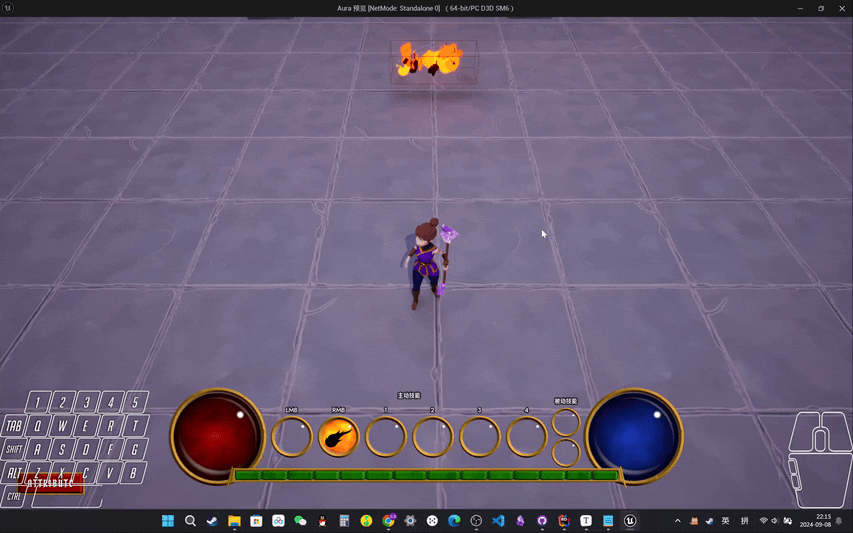 Aura 预览 [NetMode: Standalone 0] ( 64-bit/PC D3D SM6 )
主动技能
被动技能
LMB
RMB
1
2
3
4
1 2 3 4 5
TAB Q W E R T
SHIFT A S D F G
ALT Z X C V B
ATTRIBUTE
CTRL
英
拼
22:15
2024-09-08